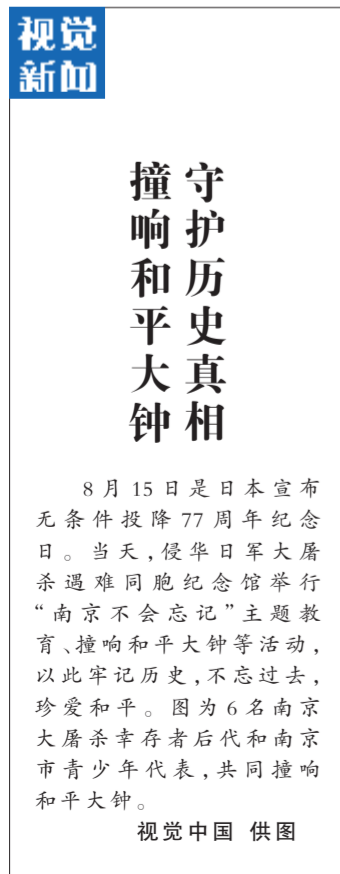 视觉
新闻
守护历史真相
撞响和平大钟
8月15日是日本宣布
无条件投降77周年纪念
日。当天,侵华日军大屠
杀遇难同胞纪念馆举行
“南京不会忘记”主题教
育、撞响和平大钟等活动,
以此牢记历史,不忘过去,
珍爱和平。图为6名南京
大屠杀幸存者后代和南京
市青少年代表,共同撞响
和平大钟。
视觉中国 供图